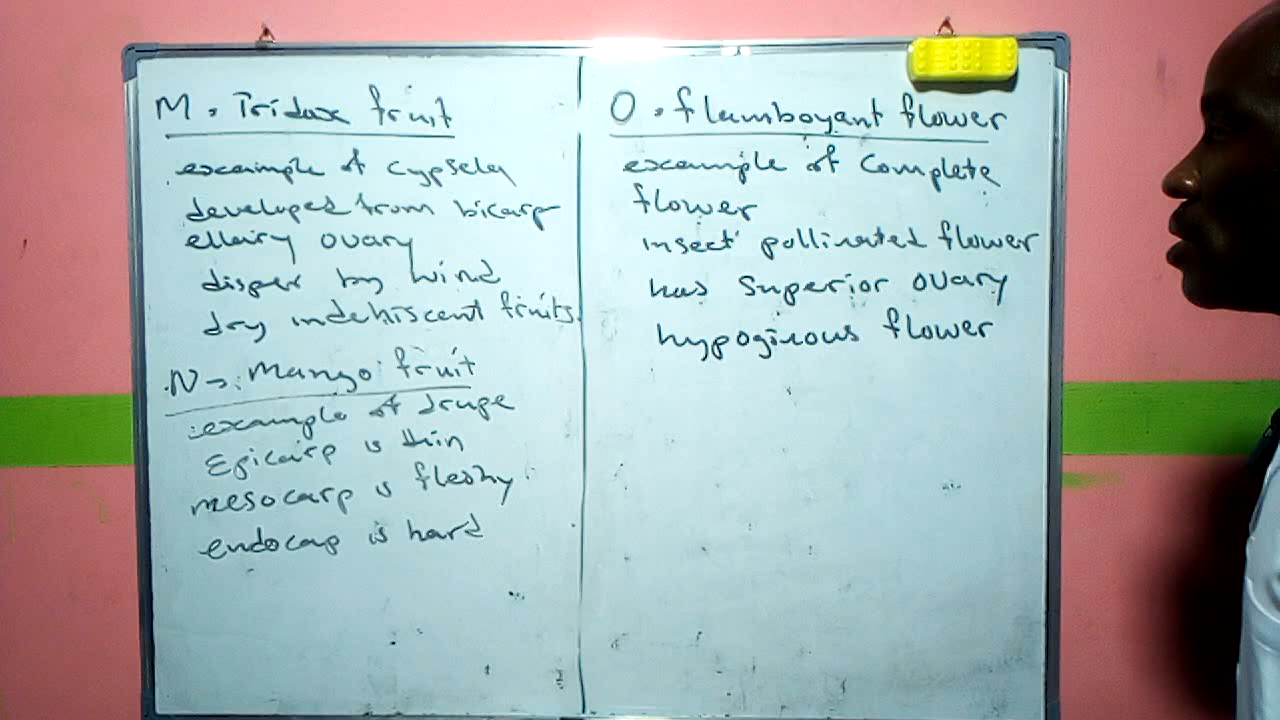 M. Tridax fruit
example of cypsela
developed from bicarp
ellary ovary
disper by wind
dry indehiscent fruits.
N → Mango fruit
example of drupe
Epicarp is thin
mesocarp is fleshy
endocap is hard
O. flamboyant flower
example of Complete
flower
insect pollinated flower
has Superior ovary
hypogirous flower